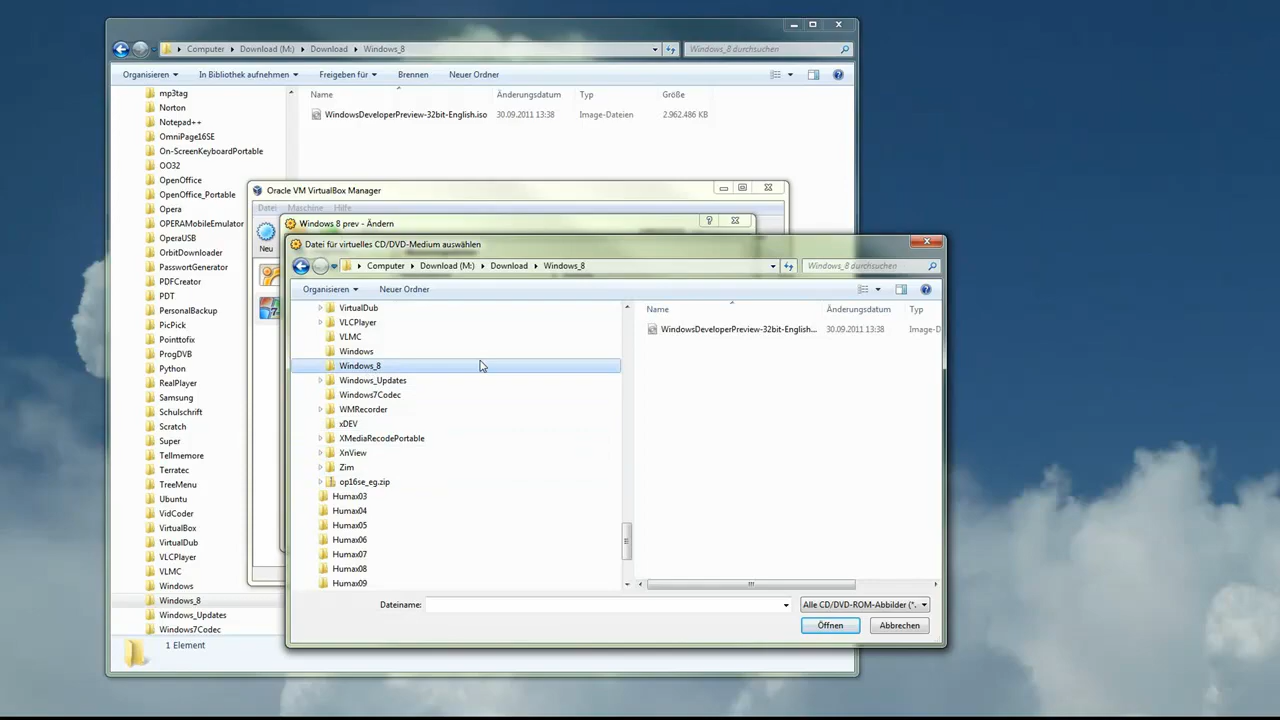 Computer ▸ Download (M:) ▸ Download ▸ Windows_8
Windows_8 durchsuchen
Organisieren
In Bibliothek aufnehmen
Freigeben für
Brennen
Neuer Ordner
mp3tag
Norton
Notepad++
OmniPage16SE
On-ScreenKeyboardPortable
OO32
OpenOffice
OpenOffice_Portable
Opera
OPERAMobileEmulator
OperaUSB
OrbitDownloader
PasswortGenerator
PDFCreator
PDT
PersonalBackup
PicPick
Pointtofix
ProgDVB
Python
RealPlayer
Samsung
Schulschrift
Scratch
Super
Tellmemore
Terratec
TreeMenu
Ubuntu
VidCoder
VirtualBox
VirtualDub
VLCPlayer
VLMC
Windows
Windows_8
Windows_Updates
Windows7Codec
Name Änderungsdatum Typ Größe
WindowsDeveloperPreview-32bit-English.iso 30.09.2011 13:38 Image-Dateien 2.962.486 KB
1 Element
Oracle VM VirtualBox Manager
Datei Maschine Hilfe
Neu
Windows 8 prev - Ändern
Datei für virtuelles CD/DVD-Medium auswählen
Computer ▸ Download (M:) ▸ Download ▸ Windows_8
Windows_8 durchsuchen
Organisieren
Neuer Ordner
VirtualDub
VLCPlayer
VLMC
Windows
Windows_8
Windows_Updates
Windows7Codec
WMRecorder
xDEV
XMediaRecodePortable
XnView
Zim
op16se_eg.zip
Humax03
Humax04
Humax05
Humax06
Humax07
Humax08
Humax09
Name Änderungsdatum Typ
WindowsDeveloperPreview-32bit-English... 30.09.2011 13:38 Image-D
Dateiname:
Alle CD/DVD-ROM-Abbilder (*.
Öffnen
Abbrechen